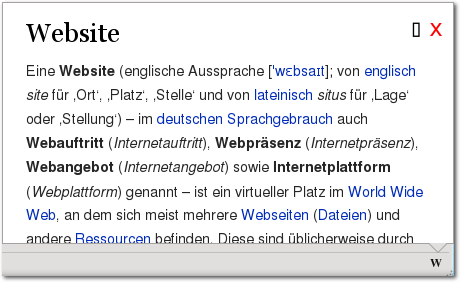 Website
▯ X
Eine Website (englische Aussprache [ˈwɛbsaɪt]; von englisch
site für ‚Ort‘, ‚Platz‘, ‚Stelle‘ und von lateinisch situs für ‚Lage‘
oder ‚Stellung‘) – im deutschen Sprachgebrauch auch
Webauftritt (Internetauftritt), Webpräsenz (Internetpräsenz),
Webangebot (Internetangebot) sowie Internetplattform
(Webplattform) genannt – ist ein virtueller Platz im World Wide
Web, an dem sich meist mehrere Webseiten (Dateien) und
andere Ressourcen befinden. Diese sind üblicherweise durch
W